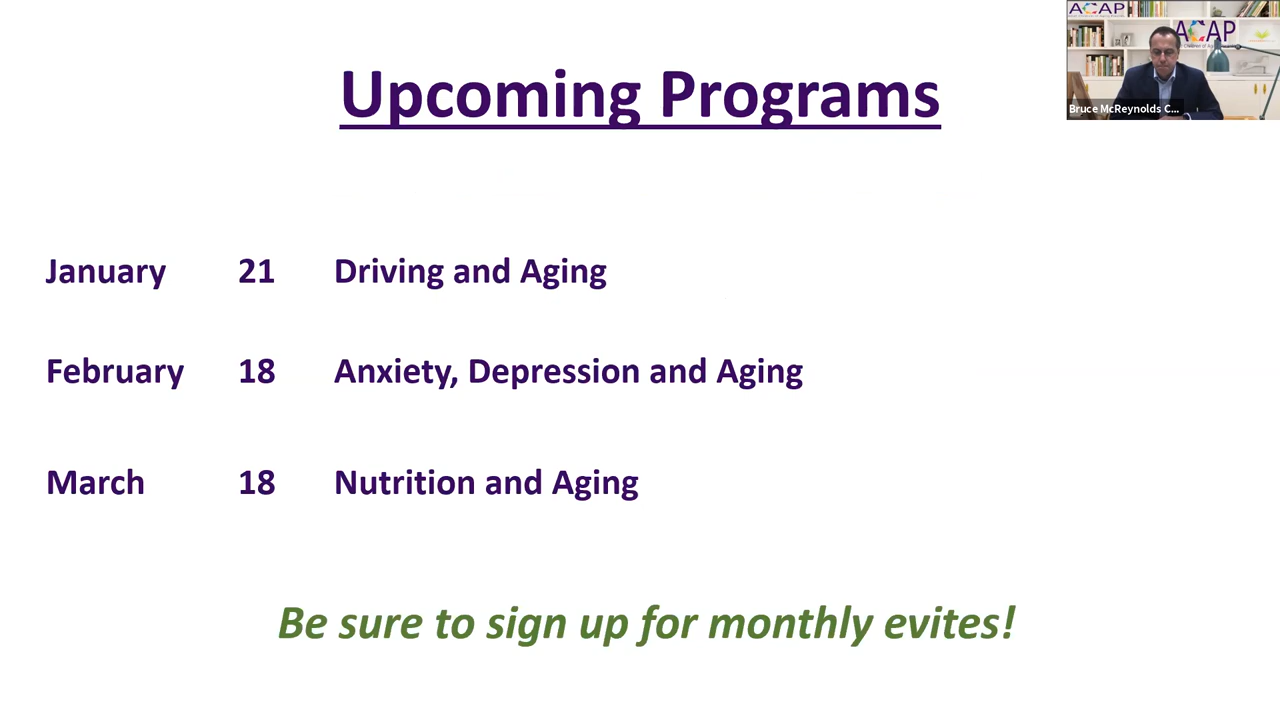 Upcoming Programs
January 21 Driving and Aging
February 18 Anxiety, Depression and Aging
March 18 Nutrition and Aging
Be sure to sign up for monthly evites!
ACAP
ACAP
Bruce McReynolds C...